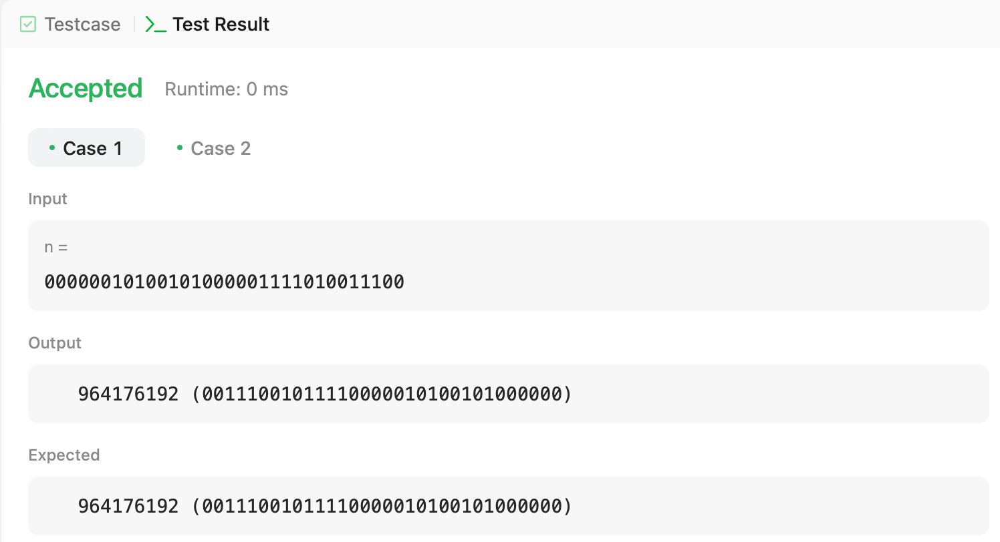 Testcase
>_ Test Result
Accepted Runtime: 0 ms
Case 1 Case 2
Input
n =
00000010100101000001111010011100
Output
964176192 (00111001011110000010100101000000)
Expected
964176192 (00111001011110000010100101000000)